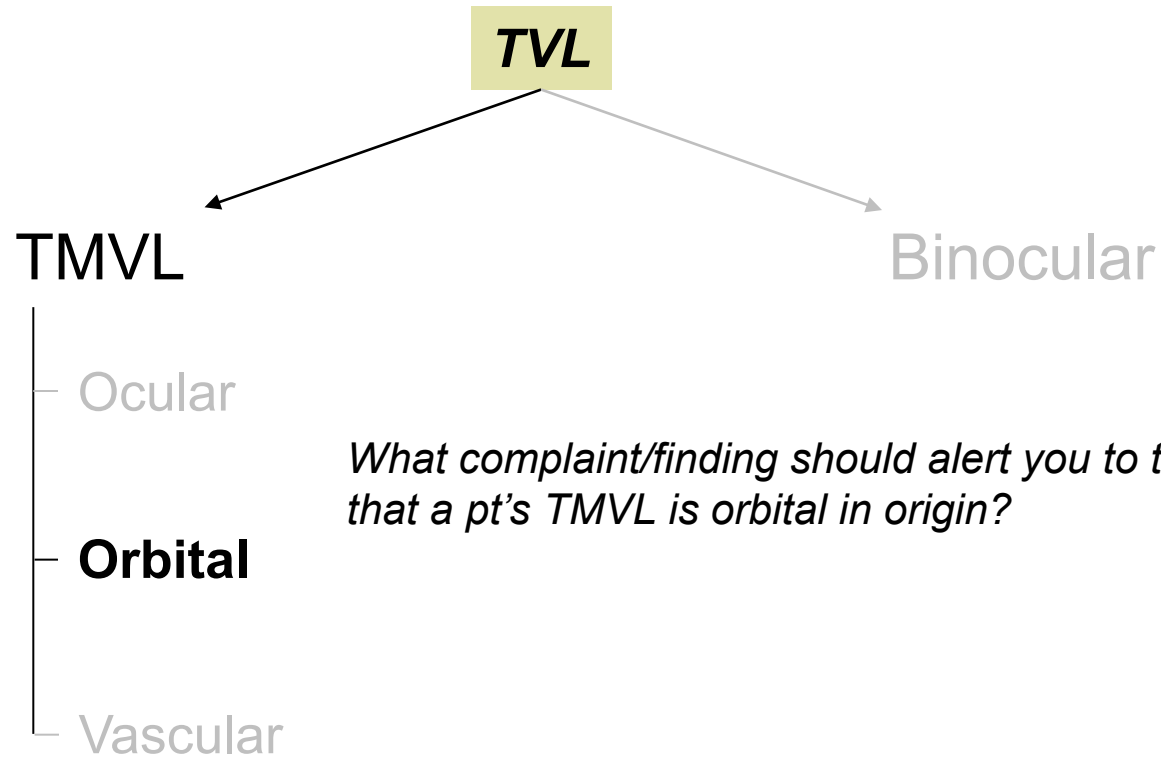 TVL
TMVL
Binocular
Ocular
What complaint/finding should alert you to t
that a pt’s TMVL is orbital in origin?
Orbital
Vascular